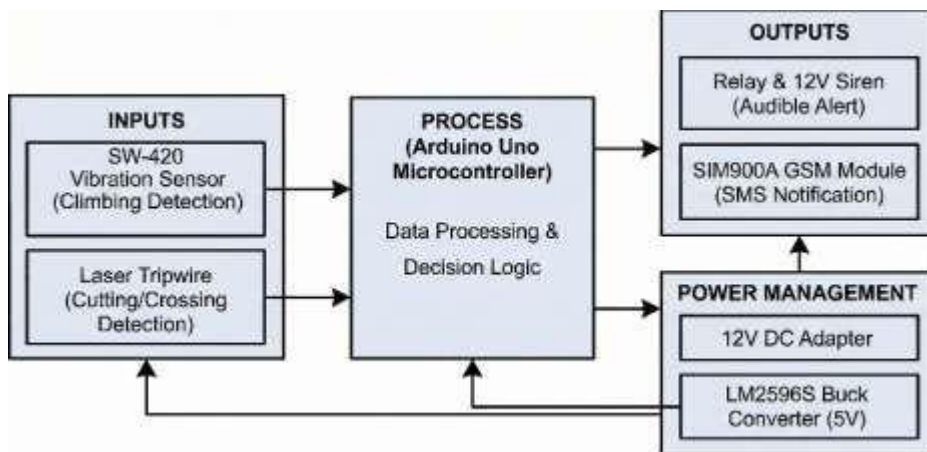 INPUTS
SW-420
Vibration Sensor
(Climbing Detection)
Laser Tripwire
(Cutting/Crossing
Detection)
PROCESS
(Arduino Uno
Microcontroller)
Data Processing &
Decision Logic
OUTPUTS
Relay & 12V Siren
(Audible Alert)
SIM900A GSM Module
(SMS Notification)
POWER MANAGEMENT
12V DC Adapter
LM2596S Buck
Converter (5V)